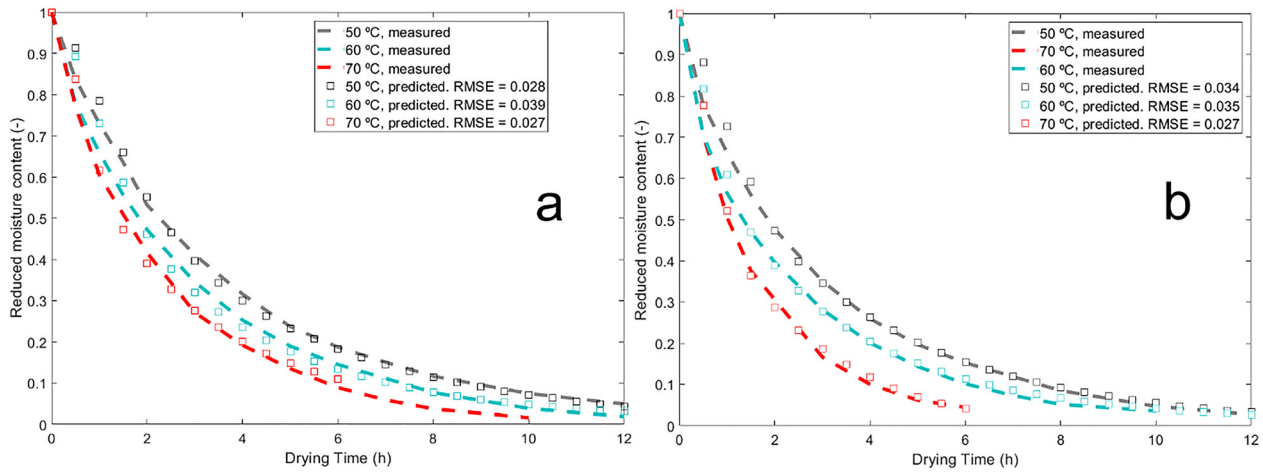 1
0.9
0.8
0.7
0.6
0.5
0.4
0.3
0.2
0.1
0
Reduced moisture content (-)
0 2 4 6 8 10 12
Drying Time (h)
50 ºC, measured
60 ºC, measured
70 ºC, measured
50 ºC, predicted. RMSE = 0.028
60 ºC, predicted. RMSE = 0.039
70 ºC, predicted. RMSE = 0.027
a
1
0.9
0.8
0.7
0.6
0.5
0.4
0.3
0.2
0.1
0
Reduced moisture content (-)
0 2 4 6 8 10 12
Drying Time (h)
50 ºC, measured
70 ºC, measured
60 ºC, measured
50 ºC, predicted. RMSE = 0.034
60 ºC, predicted. RMSE = 0.035
70 ºC, predicted. RMSE = 0.027
b